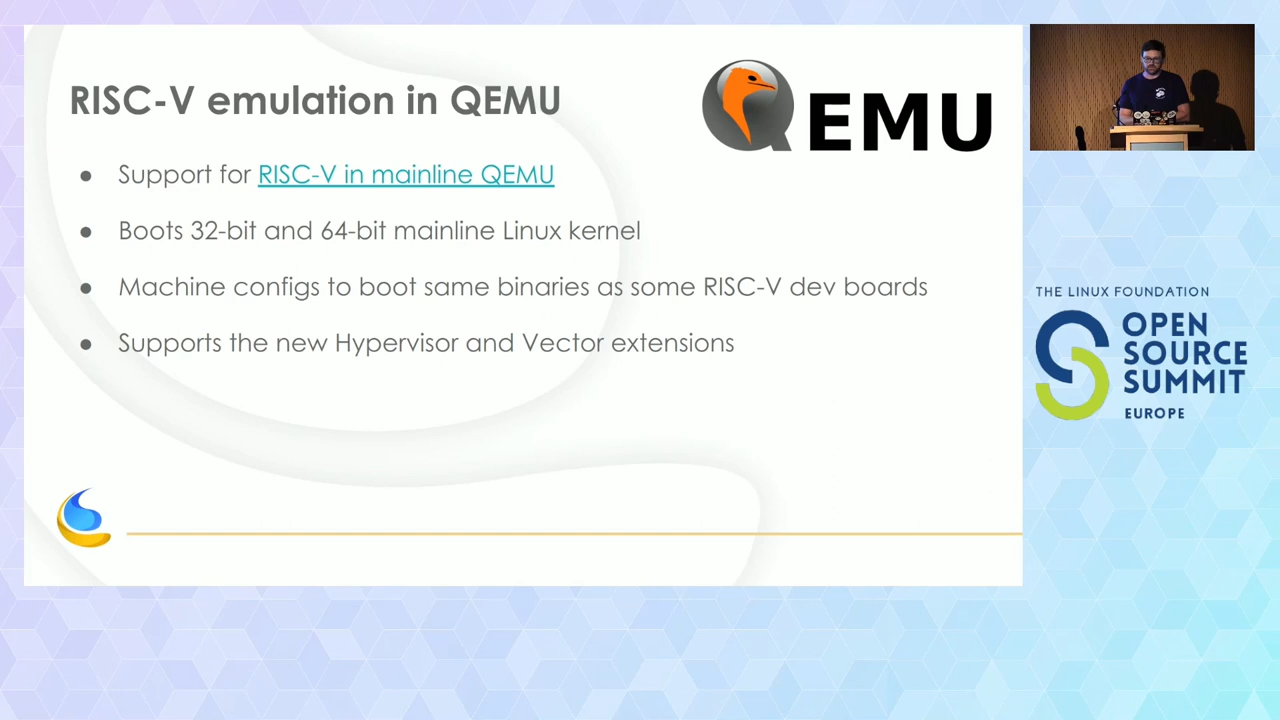 RISC-V emulation in QEMU
QEMU
● Support for RISC-V in mainline QEMU
● Boots 32-bit and 64-bit mainline Linux kernel
● Machine configs to boot same binaries as some RISC-V dev boards
● Supports the new Hypervisor and Vector extensions
THE LINUX FOUNDATION
OPEN
SOURCE
SUMMIT
EUROPE